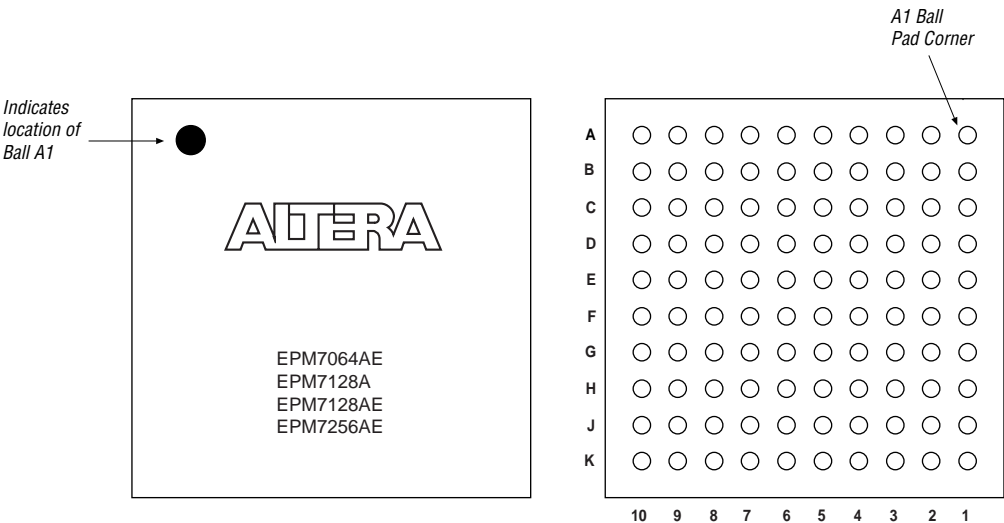 A1 Ball
Pad Corner
Indicates
location of
Ball A1
ALTERA
EPM7064AE
EPM7128A
EPM7128AE
EPM7256AE
A
B
C
D
E
F
G
H
J
K
10 9 8 7 6 5 4 3 2 1